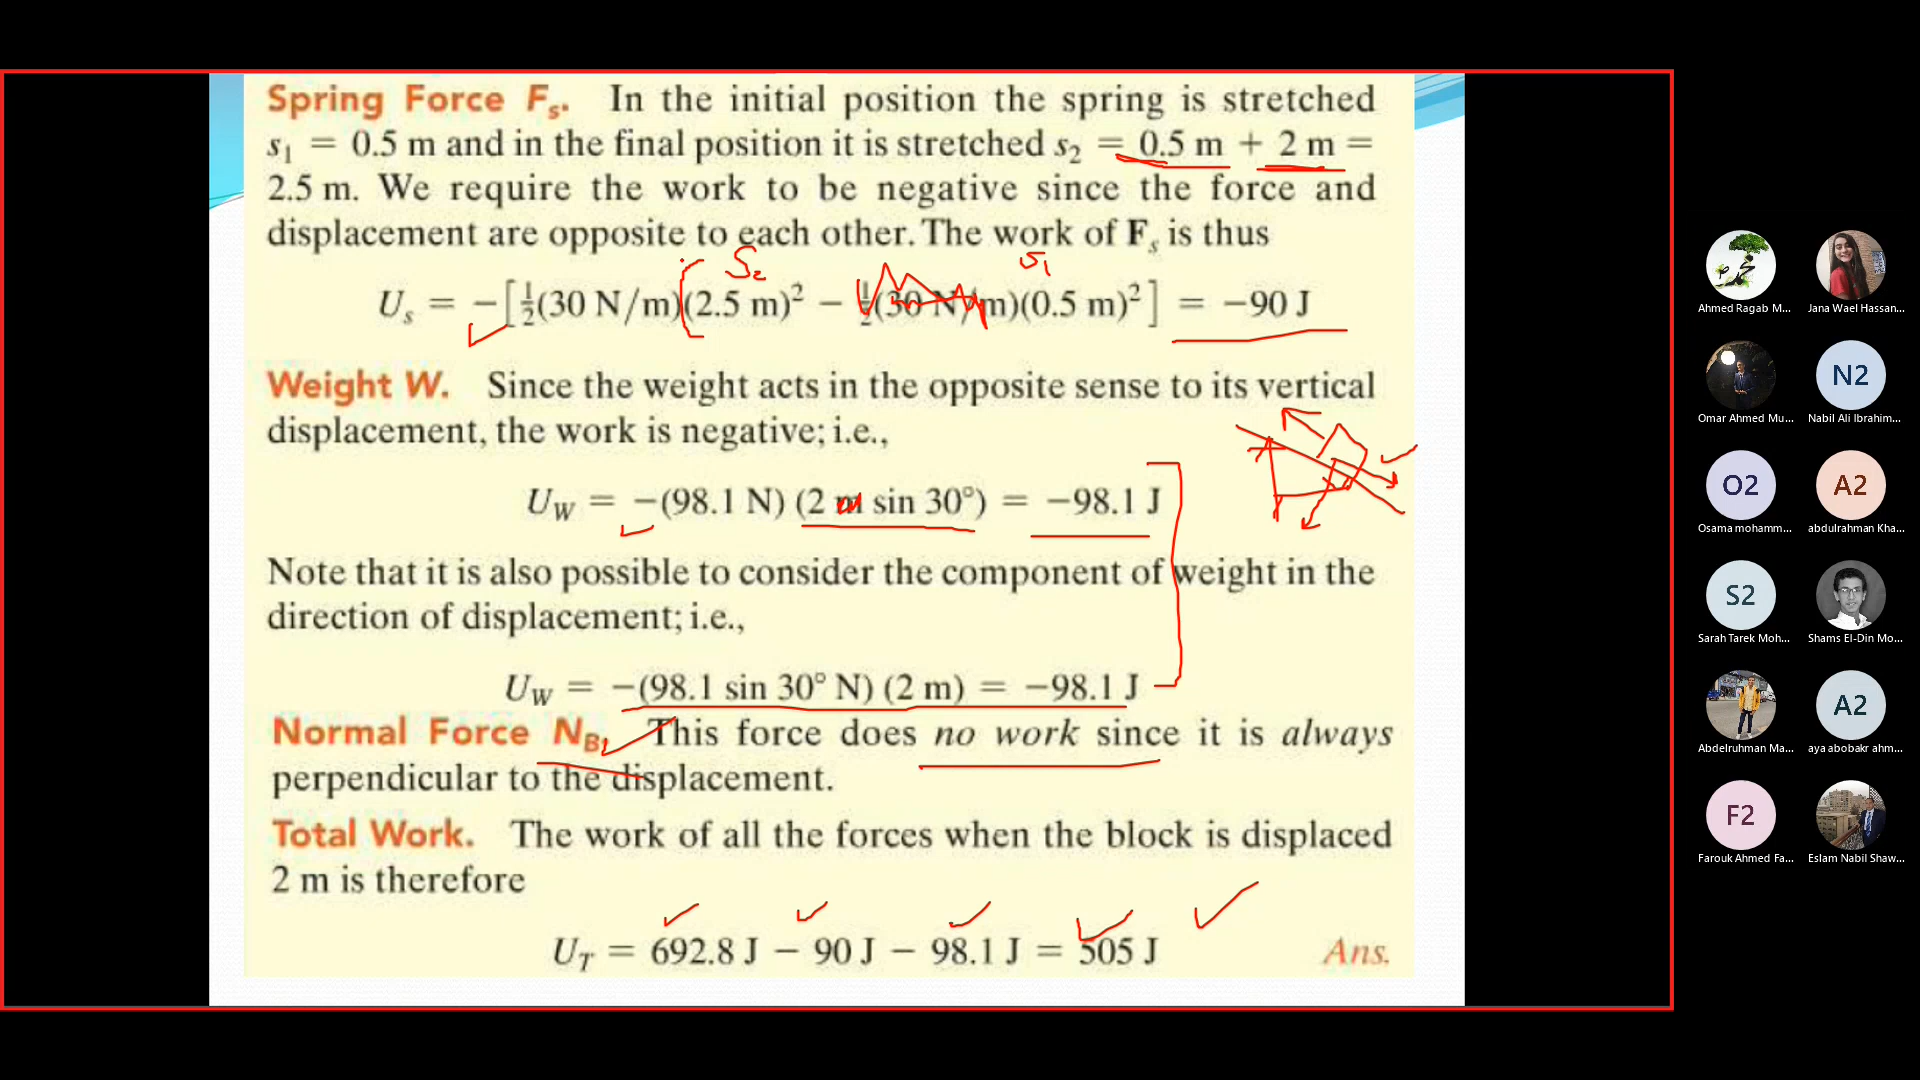 Spring Force Fs. In the initial position the spring is stretched
s1 = 0.5 m and in the final position it is stretched s2 = 0.5 m + 2 m =
2.5 m. We require the work to be negative since the force and
displacement are opposite to each other. The work of Fs is thus
S2 s1
Us = −[½(30 N/m)(2.5 m)² − ½(30 N/m)(0.5 m)²] = −90 J
Weight W. Since the weight acts in the opposite sense to its vertical
displacement, the work is negative; i.e.,
UW = −(98.1 N) (2 m sin 30°) = −98.1 J
Note that it is also possible to consider the component of weight in the
direction of displacement; i.e.,
UW = −(98.1 sin 30° N) (2 m) = −98.1 J
Normal Force NB. This force does no work since it is always
perpendicular to the displacement.
Total Work. The work of all the forces when the block is displaced
2 m is therefore
UT = 692.8 J − 90 J − 98.1 J = 505 J Ans.
Ahmed Ragab M...
Jana Wael Hassan...
Omar Ahmed Mu...
N2
Nabil Ali Ibrahim...
O2
Osama mohamm...
A2
abdulrahman Kha...
S2
Sarah Tarek Moh...
Shams El-Din Mo...
Abdelruhman Ma...
A2
aya abobakr ahm...
F2
Farouk Ahmed Fa...
Eslam Nabil Shaw...